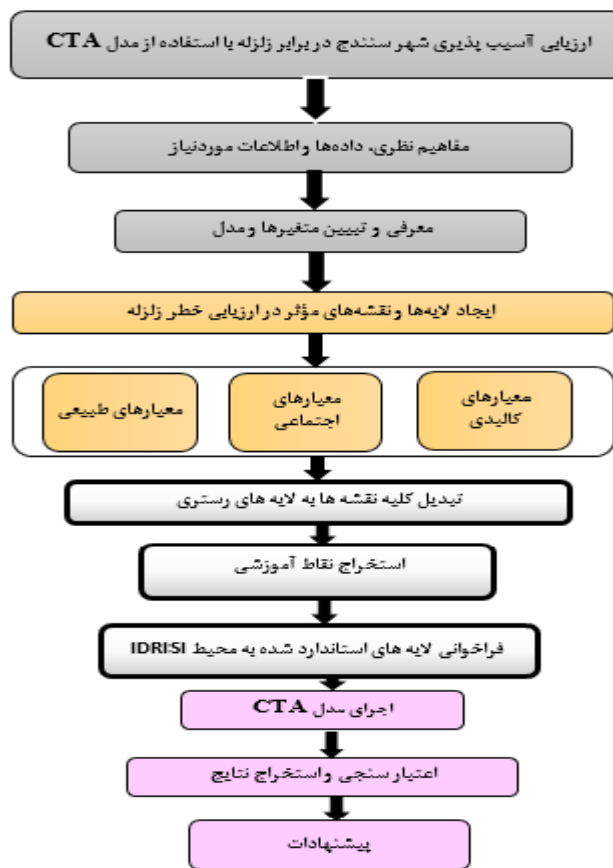 ارزیابی آسیب پذیری شهر سنندج در برابر زلزله با استفاده از مدل CTA
مفاهیم نظری، داده‌ها واطلاعات موردنیاز
معرفی و تبیین متغیرها ومدل
ایجاد لایه‌ها ونقشه‌های مؤثر در ارزیابی خطر زلزله
معیارهای
کالبدی
معیارهای
اجتماعی
معیارهای طبیعی
تبدیل کلیه نقشه ها به لایه های رستری
استخراج نقاط آموزشی
فراخوانی لایه های استاندارد شده به محیط IDRISI
اجرای مدل CTA
اعتبار سنجی واستخراج نتایج
پیشنهادات